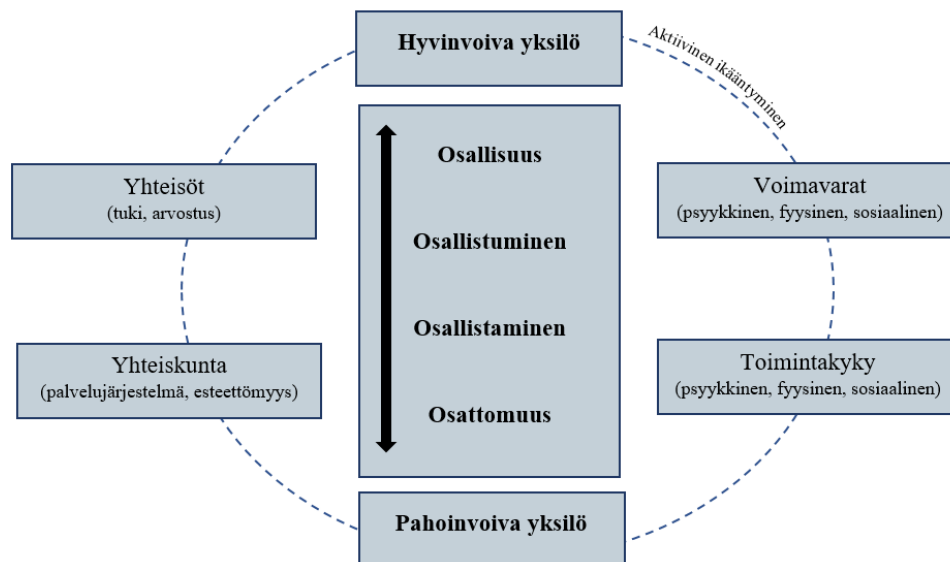 Hyvinvoiva yksilö
Aktiivinen ikääntyminen
Osallisuus
Osallistuminen
Osallistaminen
Osattomuus
Yhteisöt
(tuki, arvostus)
Voimavarat
(psyykkinen, fyysinen, sosiaalinen)
Yhteiskunta
(palvelujärjestelmä, esteettömyys)
Toimintakyky
(psyykkinen, fyysinen, sosiaalinen)
Pahoinvoiva yksilö